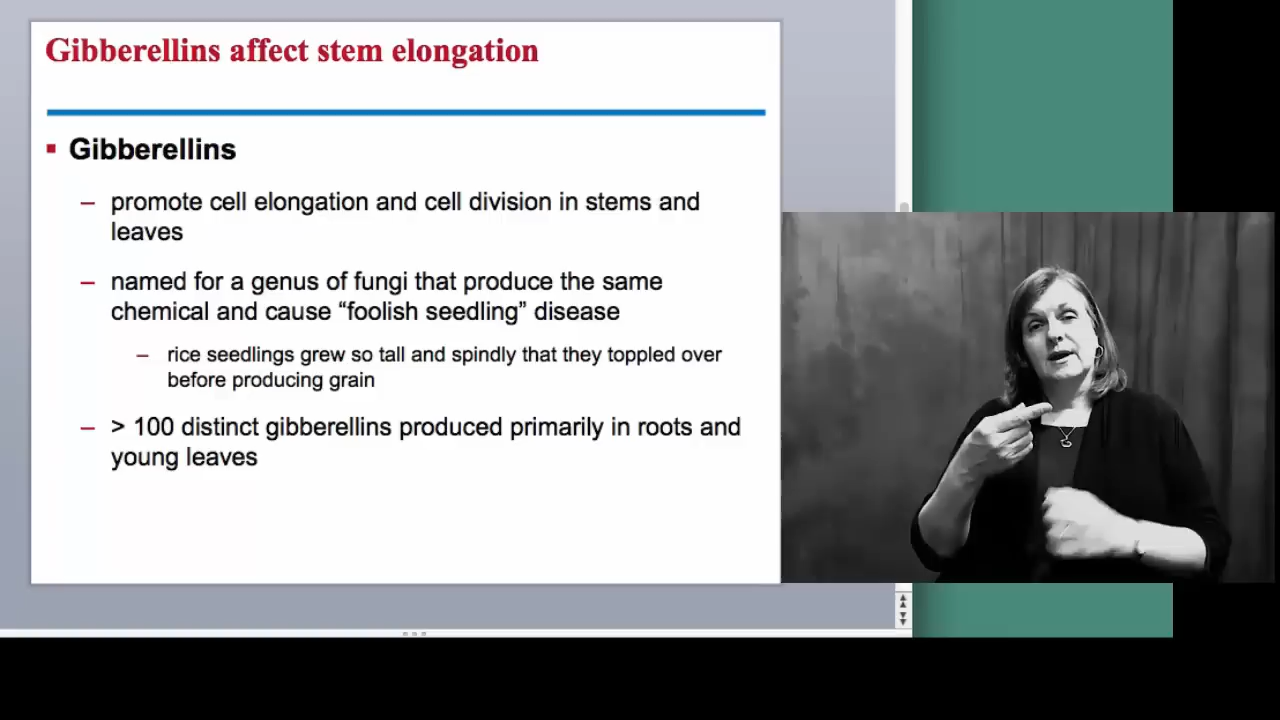 Gibberellins affect stem elongation
▪ Gibberellins
– promote cell elongation and cell division in stems and
leaves
– named for a genus of fungi that produce the same
chemical and cause “foolish seedling” disease
– rice seedlings grew so tall and spindly that they toppled over
before producing grain
– > 100 distinct gibberellins produced primarily in roots and
young leaves